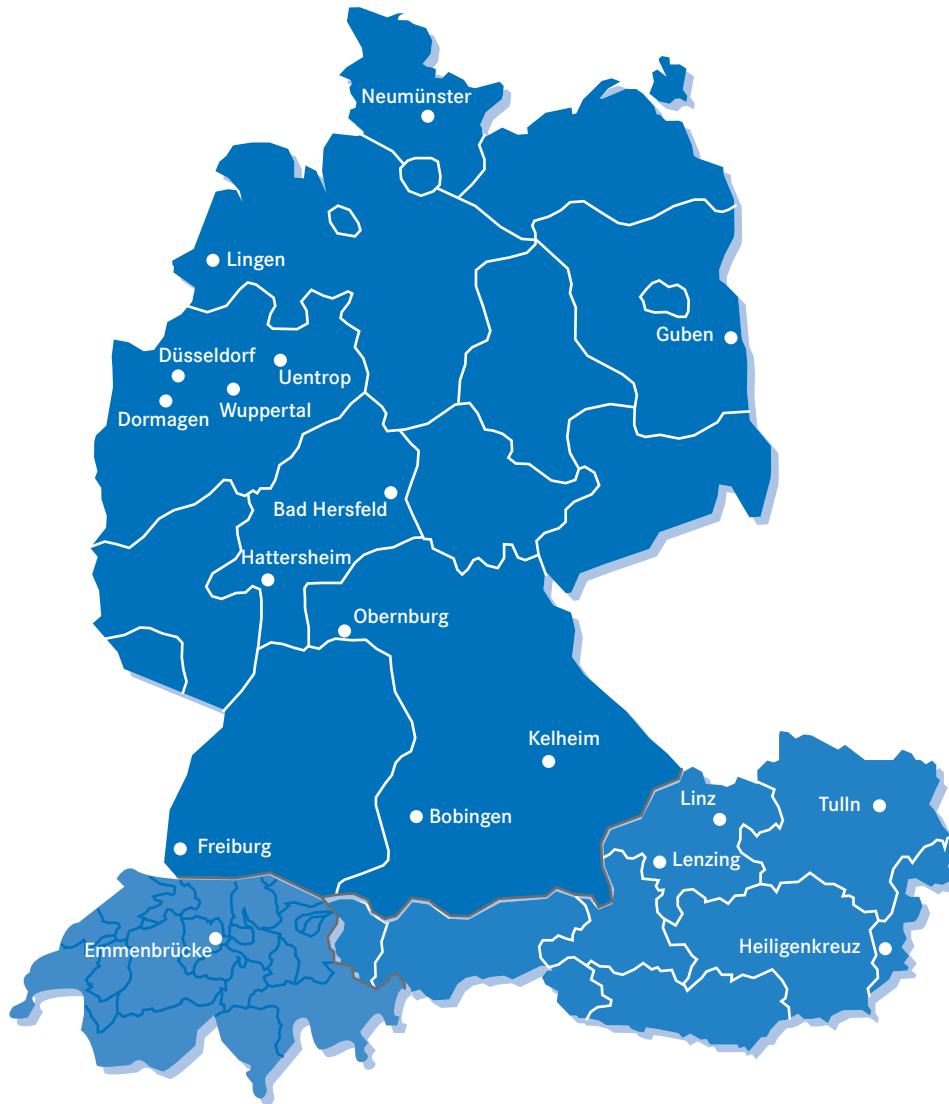 Neumünster
Lingen
Guben
Düsseldorf
Uentrop
Dormagen
Wuppertal
Bad Hersfeld
Hattersheim
Obernburg
Kelheim
Linz
Tulln
Bobingen
Freiburg
Lenzing
Emmenbrücke
Heiligenkreuz